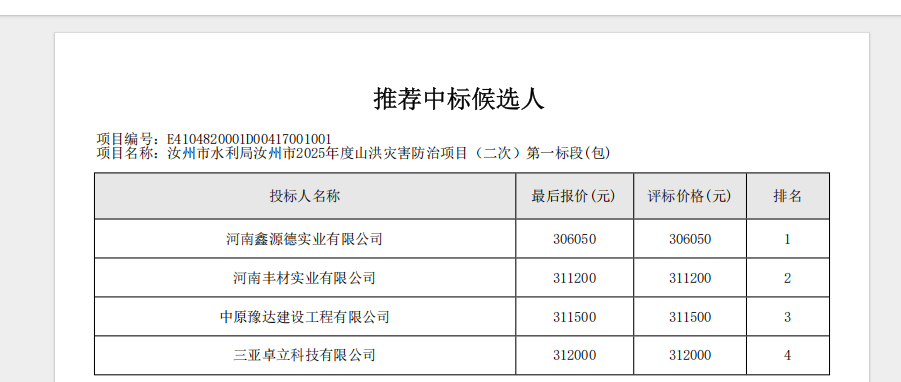 推荐中标候选人
项目编号：E4104820001D00417001001
项目名称：汝州市水利局汝州市2025年度山洪灾害防治项目（二次）第一标段(包)
投标人名称 最后报价(元) 评标价格(元) 排名
河南鑫源德实业有限公司 306050 306050 1
河南丰材实业有限公司 311200 311200 2
中原豫达建设工程有限公司 311500 311500 3
三亚卓立科技有限公司 312000 312000 4